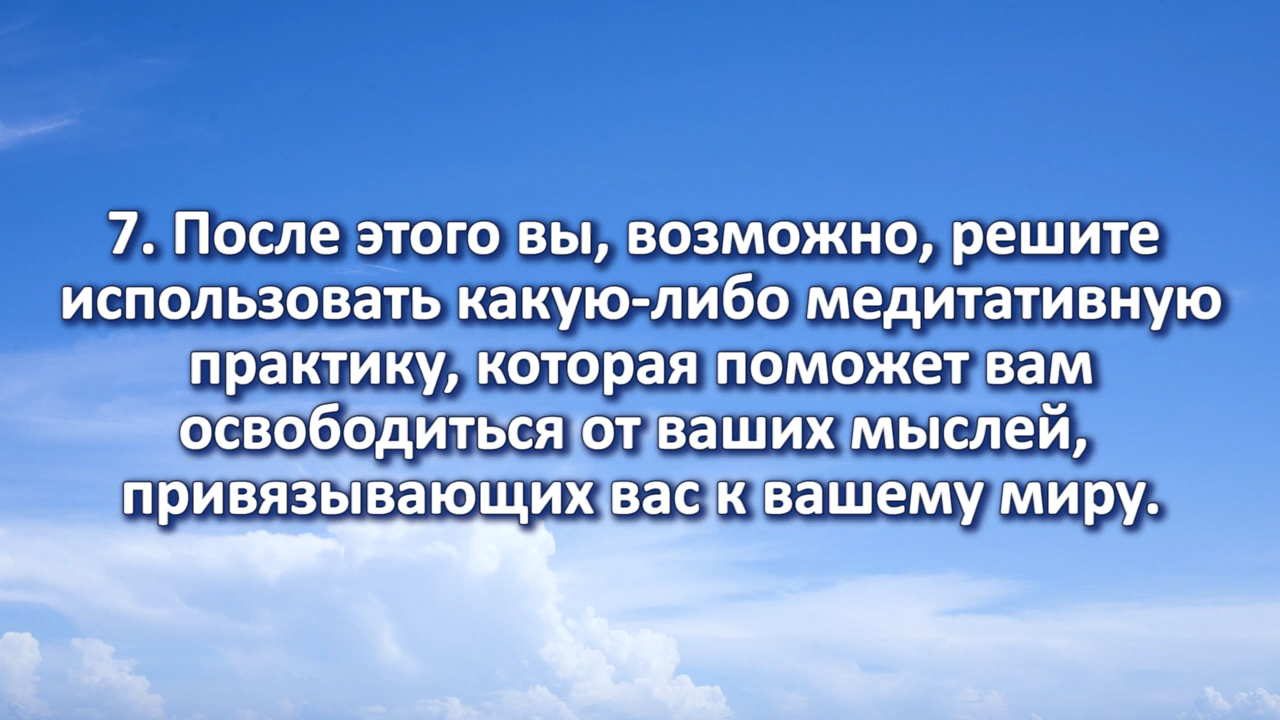 7. После этого вы, возможно, решите
использовать какую-либо медитативную
практику, которая поможет вам
освободиться от ваших мыслей,
привязывающих вас к вашему миру.